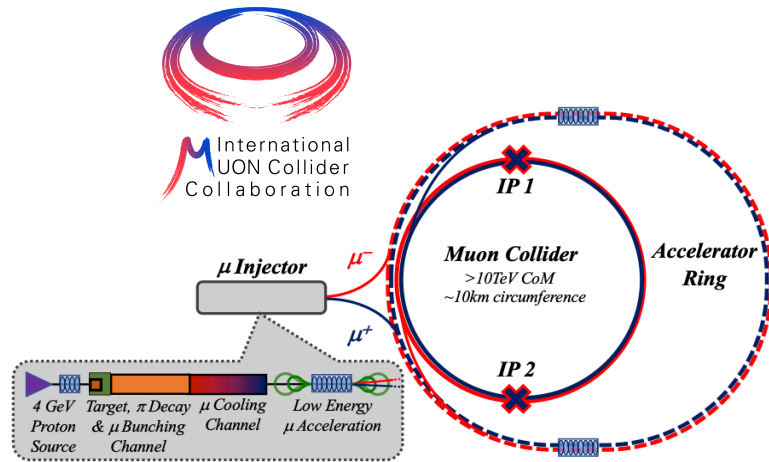 International
MUON Collider
Collaboration
IP 1
μ Injector
μ−
μ+
Muon Collider
>10TeV CoM
~10km circumference
Accelerator
Ring
IP 2
4 GeV
Proton
Source
Target, π Decay
& μ Bunching
Channel
μ Cooling
Channel
Low Energy
μ Acceleration